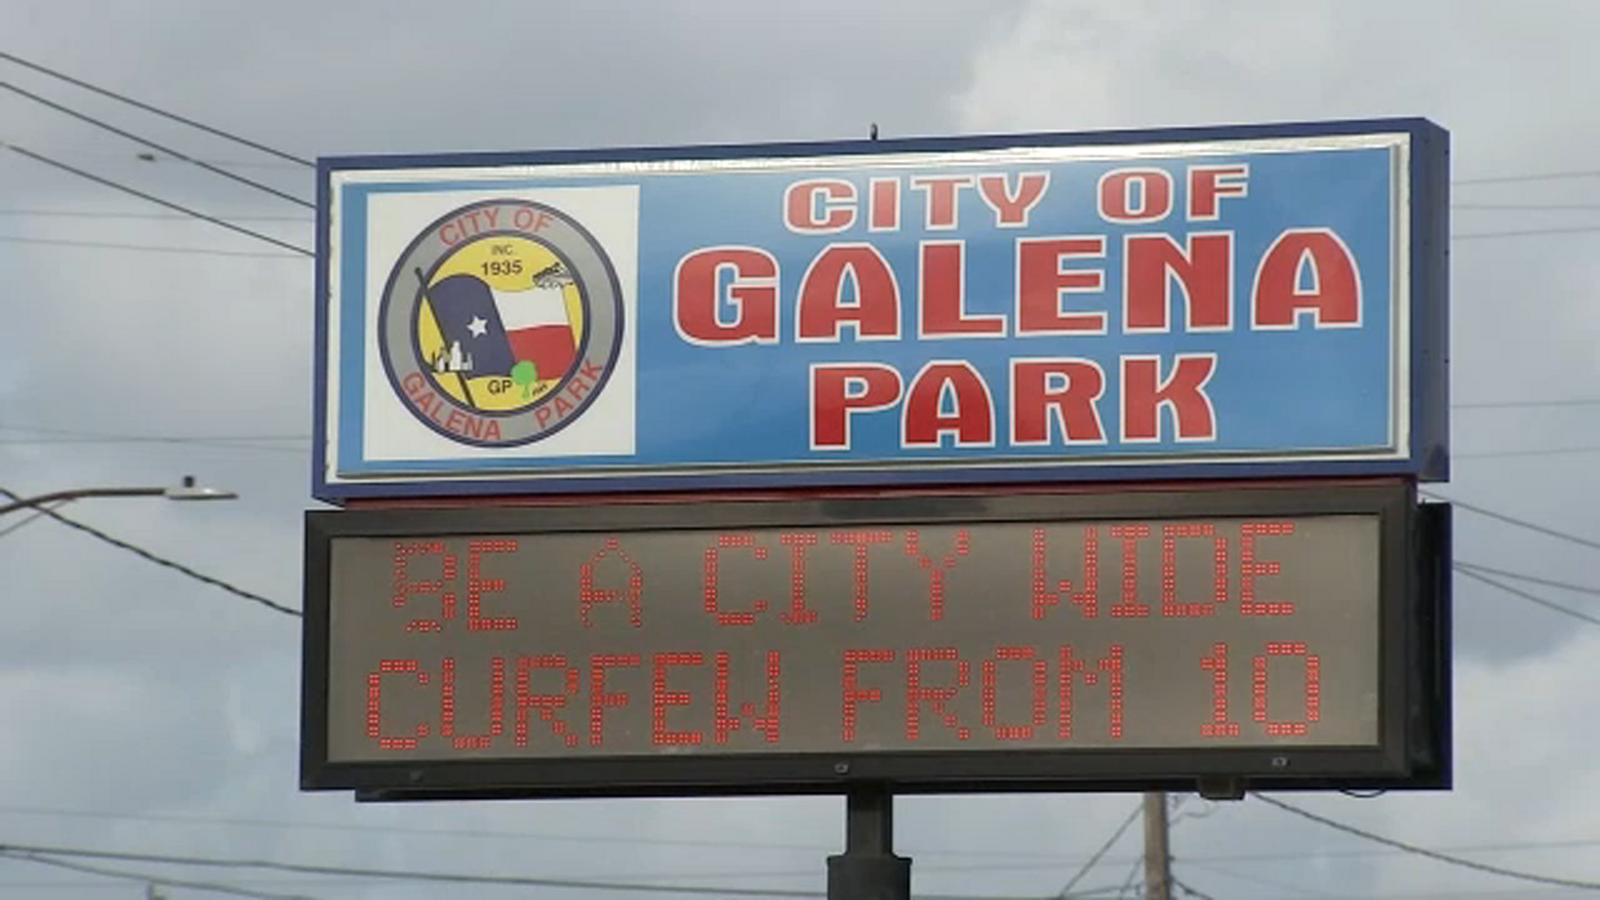 CITY OF
INC.
1935
GP
GALENA PARK
CITY OF
GALENA
PARK
BE A CITY WIDE
CURFEW FROM 10